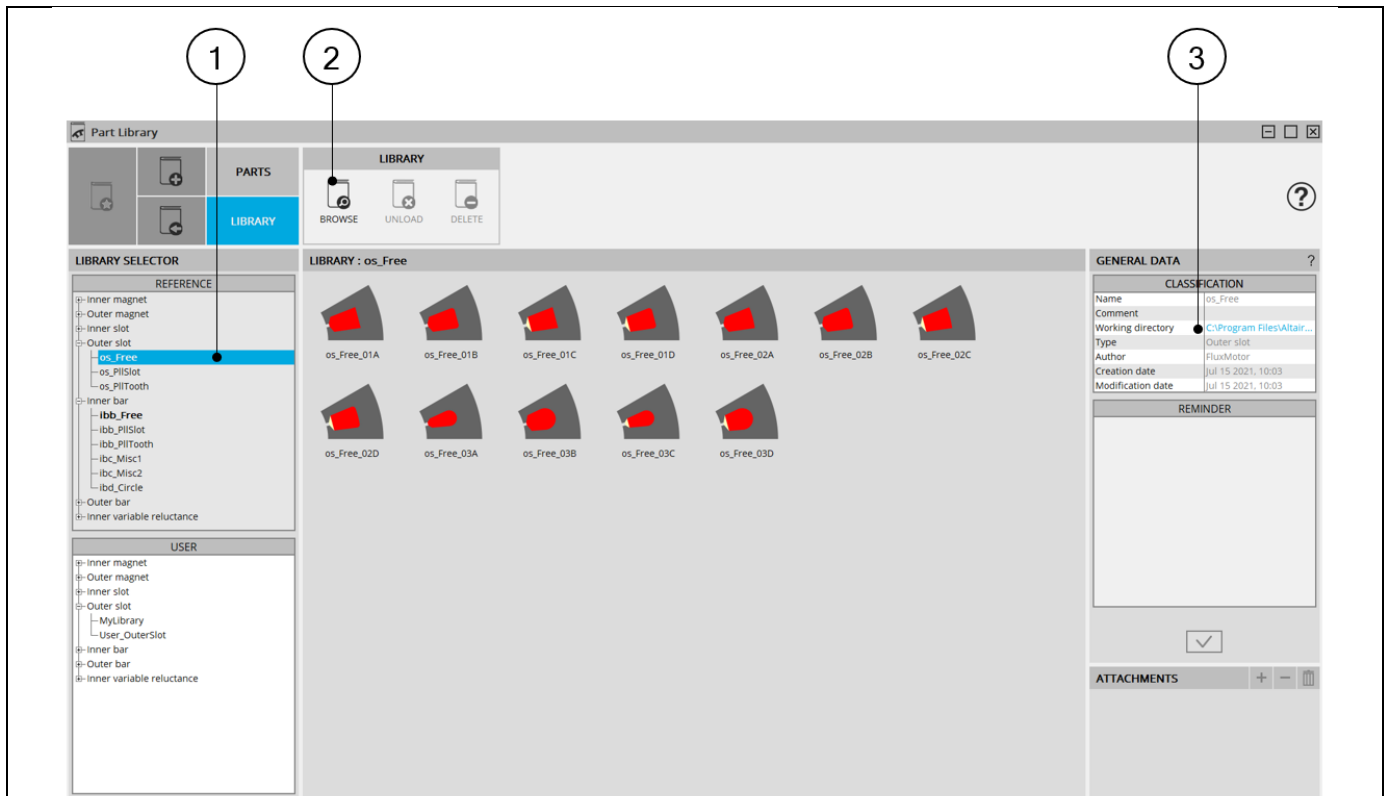 1
2
3
Part Library
PARTS
LIBRARY
LIBRARY
BROWSE
UNLOAD
DELETE
?
LIBRARY SELECTOR
REFERENCE
Inner magnet
Outer magnet
Inner slot
Outer slot
os_Free
os_PllSlot
os_PllTooth
Inner bar
ibb_Free
ibb_PllSlot
ibb_PllTooth
ibc_Misc1
ibc_Misc2
ibd_Circle
Outer bar
Inner variable reluctance
USER
Inner magnet
Outer magnet
Inner slot
Outer slot
MyLibrary
User_OuterSlot
Inner bar
Outer bar
Inner variable reluctance
LIBRARY : os_Free
os_Free_01A os_Free_01B os_Free_01C os_Free_01D os_Free_02A os_Free_02B os_Free_02C
os_Free_02D os_Free_03A os_Free_03B os_Free_03C os_Free_03D
GENERAL DATA ?
CLASSIFICATION
Name os_Free
Comment
Working directory C:\Program Files\Altair...
Type Outer slot
Author FluxMotor
Creation date Jul 15 2021, 10:03
Modification date Jul 15 2021, 10:03
REMINDER
ATTACHMENTS